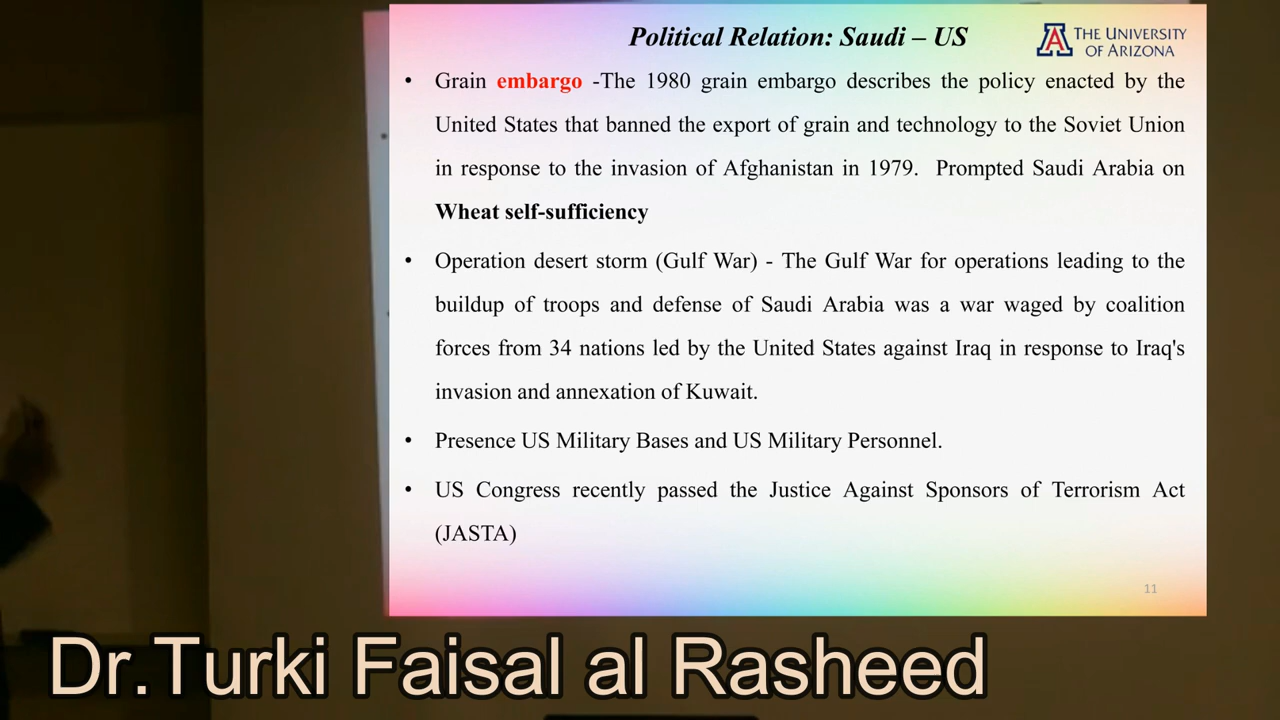 Political Relation: Saudi – US
THE UNIVERSITY
OF ARIZONA
• Grain embargo -The 1980 grain embargo describes the policy enacted by the
United States that banned the export of grain and technology to the Soviet Union
in response to the invasion of Afghanistan in 1979. Prompted Saudi Arabia on
Wheat self-sufficiency
• Operation desert storm (Gulf War) - The Gulf War for operations leading to the
buildup of troops and defense of Saudi Arabia was a war waged by coalition
forces from 34 nations led by the United States against Iraq in response to Iraq's
invasion and annexation of Kuwait.
• Presence US Military Bases and US Military Personnel.
• US Congress recently passed the Justice Against Sponsors of Terrorism Act
(JASTA)
11
Dr.Turki Faisal al Rasheed